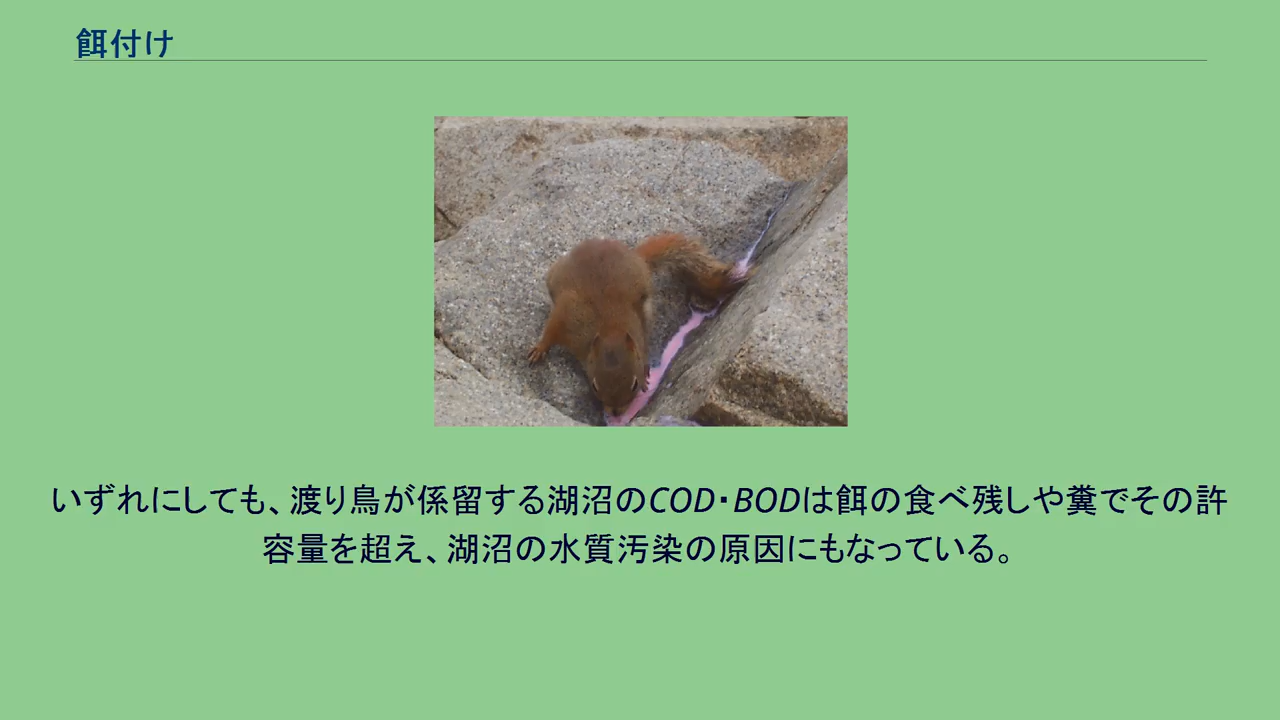 餌付け
いずれにしても、渡り鳥が係留する湖沼のCOD・BODは餌の食べ残しや糞でその許
容量を超え、湖沼の水質汚染の原因にもなっている。